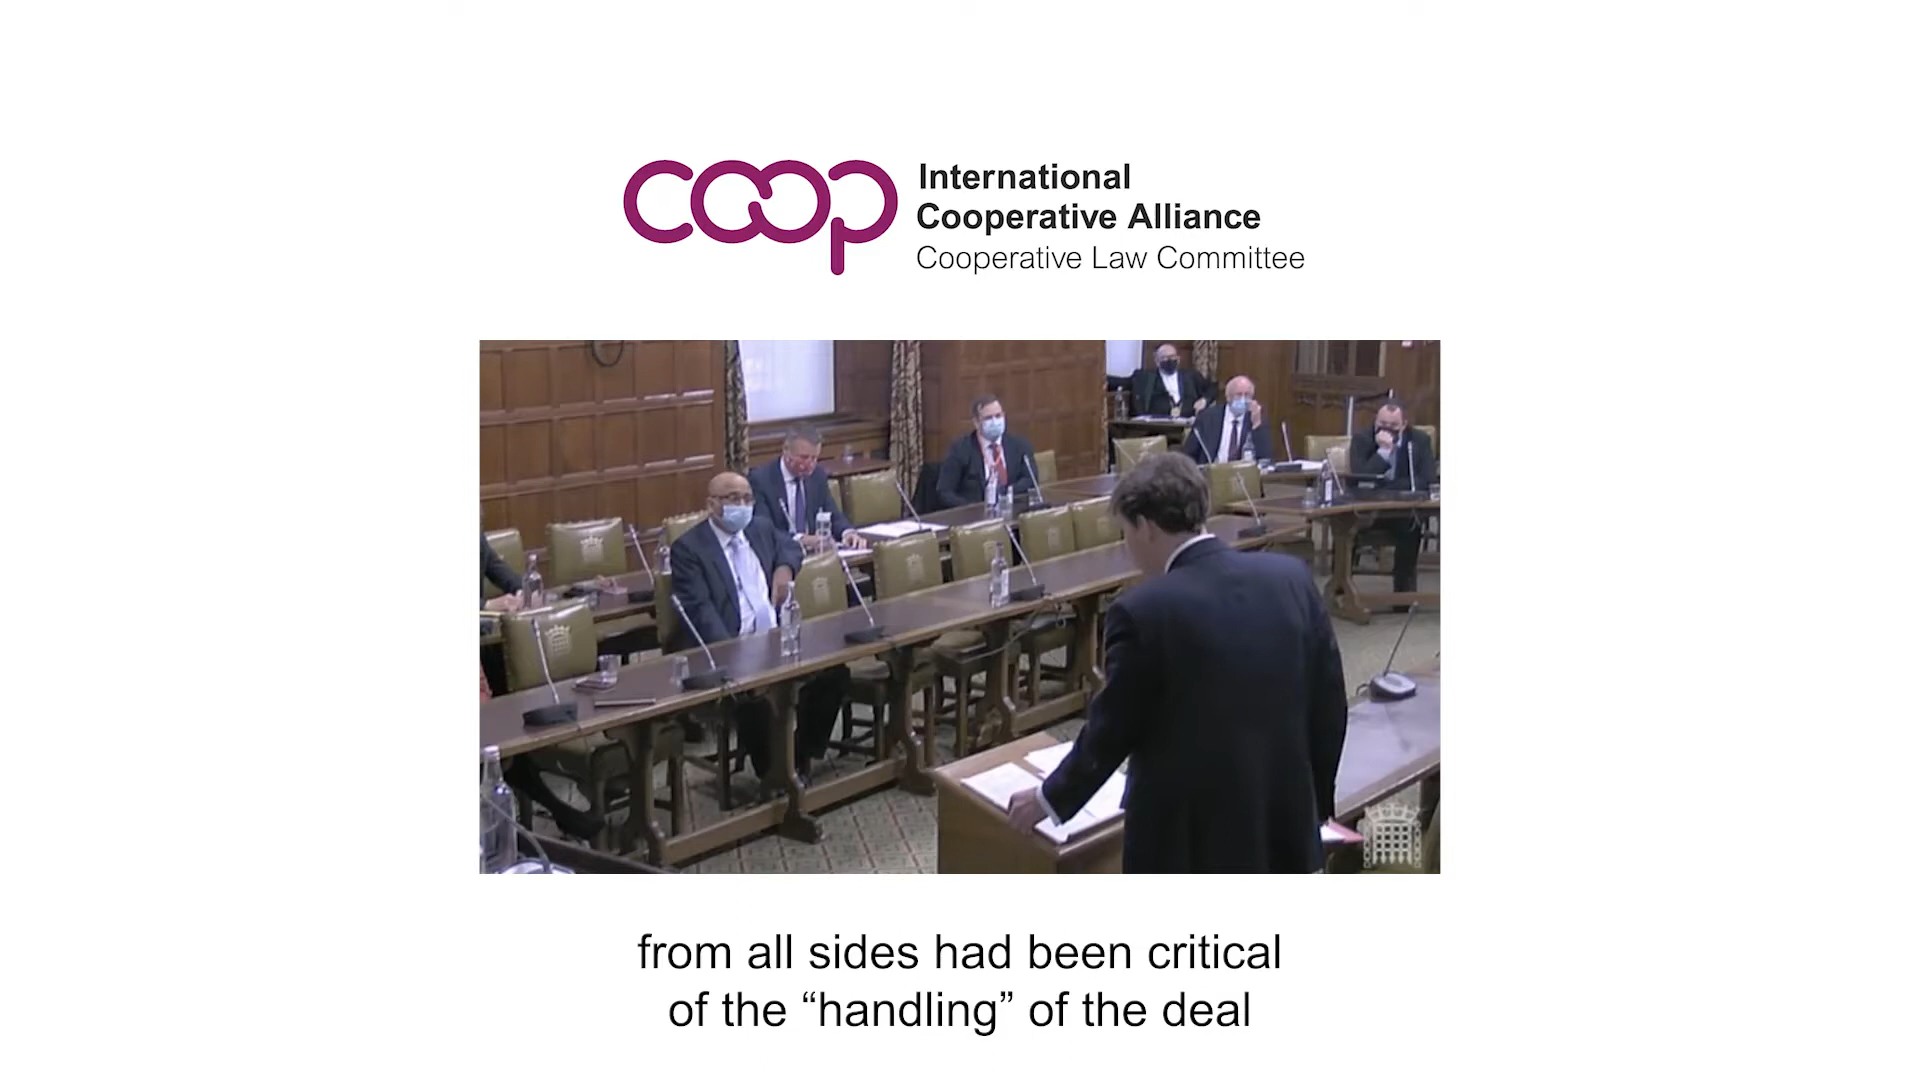 coop
International
Cooperative Alliance
Cooperative Law Committee
from all sides had been critical
of the “handling” of the deal